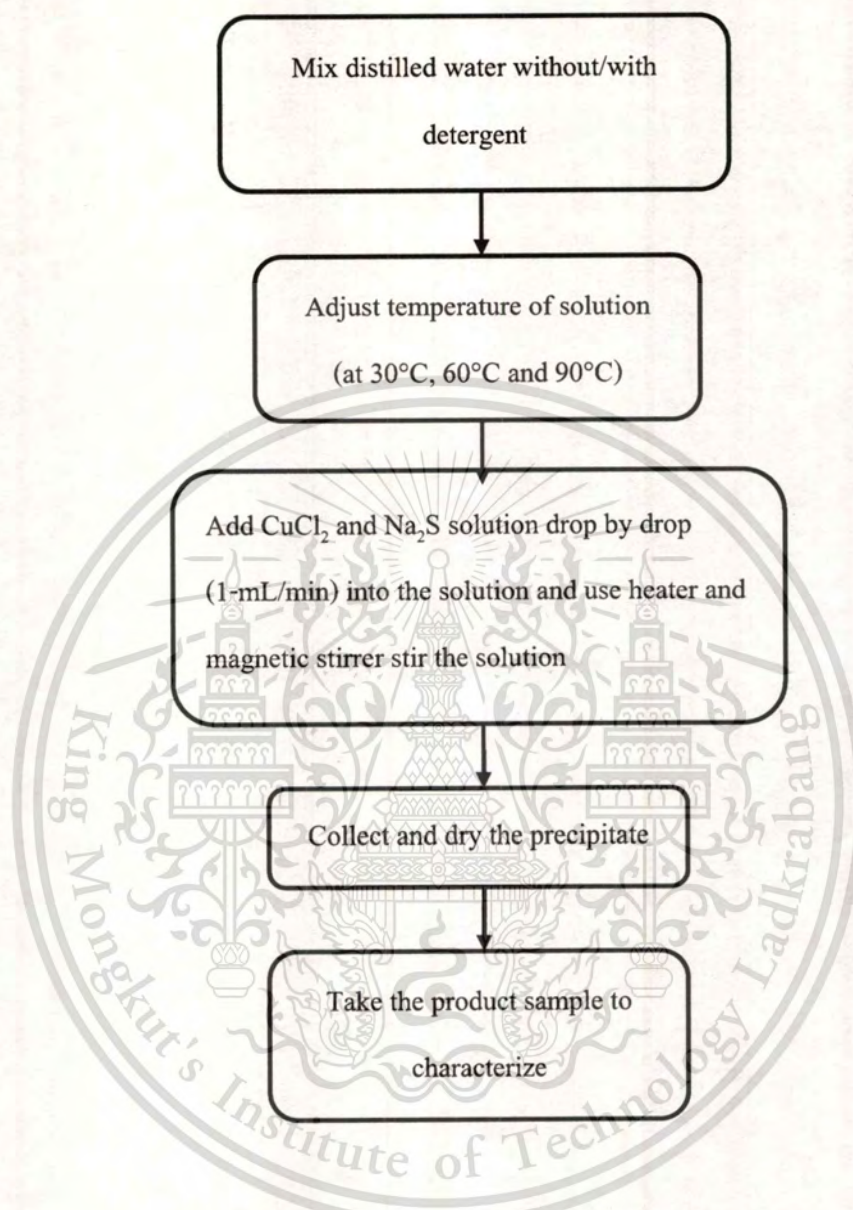 Mix distilled water without/with
detergent
Adjust temperature of solution
(at 30°C, 60°C and 90°C)
Add CuCl₂ and Na₂S solution drop by drop
(1-mL/min) into the solution and use heater and
magnetic stirrer stir the solution
Collect and dry the precipitate
Take the product sample to
characterize
King Mongkut's Institute of Technology Ladkrabang